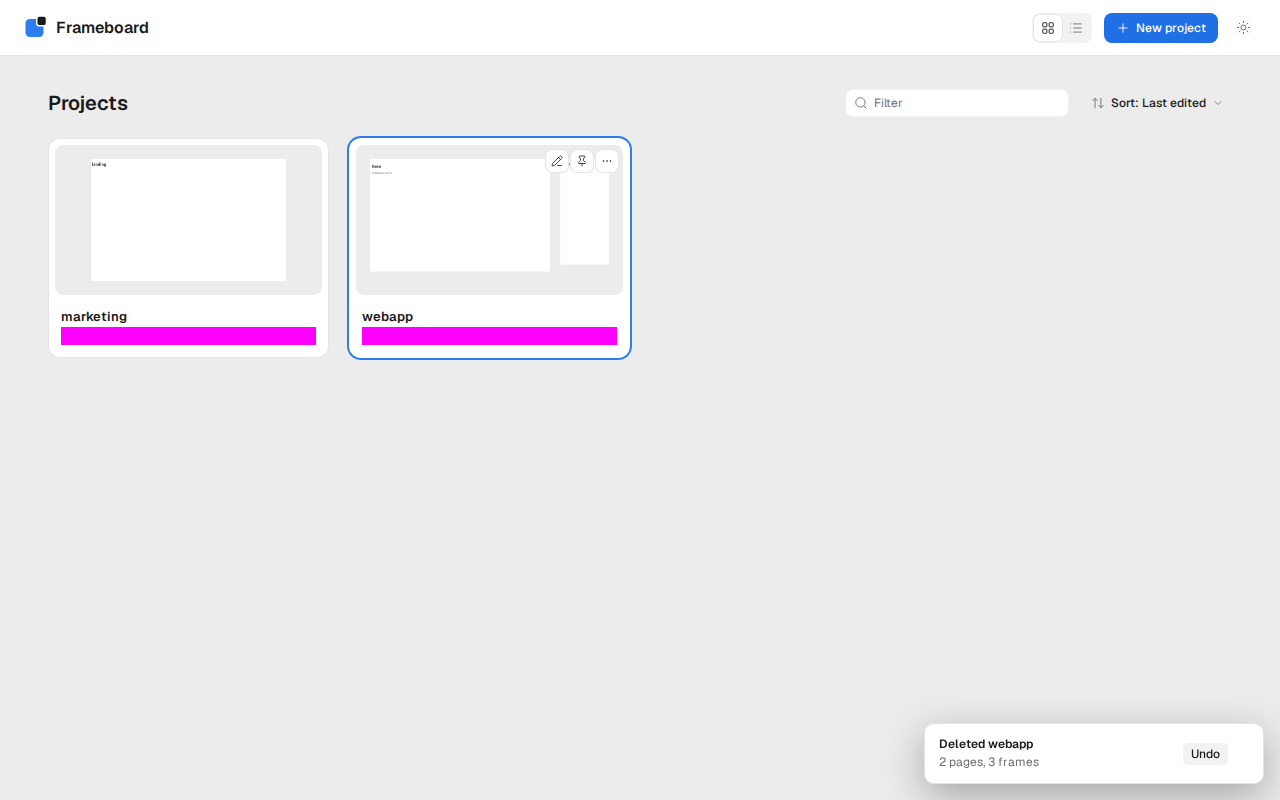 Frameboard
New project
Projects
Filter
Sort: Last edited
landing
hero
marketing
webapp
Deleted webapp
2 pages, 3 frames
Undo